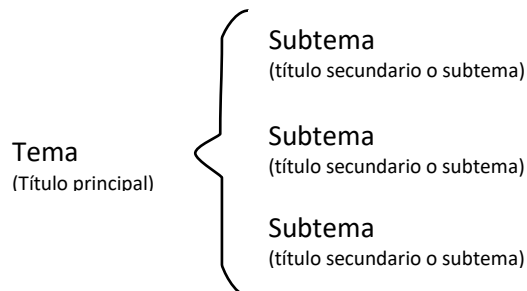 Subtema
(título secundario o subtema)
Tema
(Título principal)
Subtema
(título secundario o subtema)
Subtema
(título secundario o subtema)